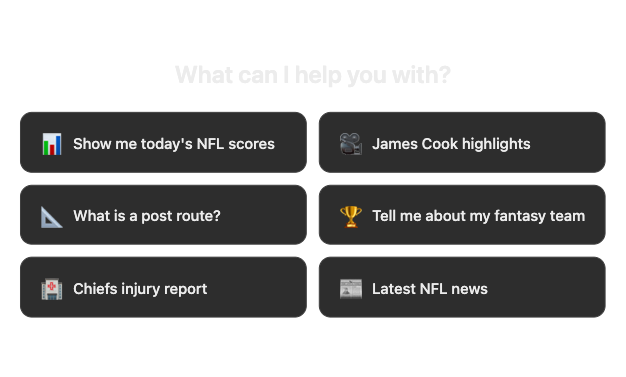 What can I help you with?
Show me today's NFL scores
James Cook highlights
What is a post route?
Tell me about my fantasy team
Chiefs injury report
Latest NFL news